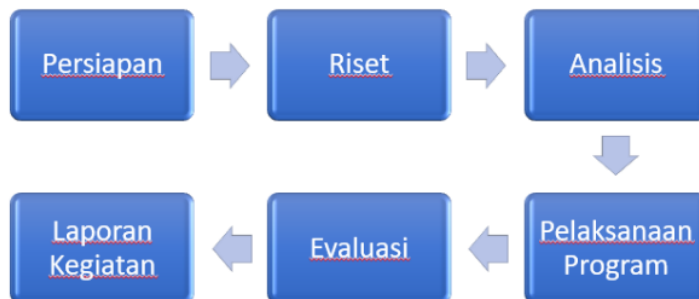 Persiapan
Riset
Analisis
Pelaksanaan
Program
Evaluasi
Laporan
Kegiatan